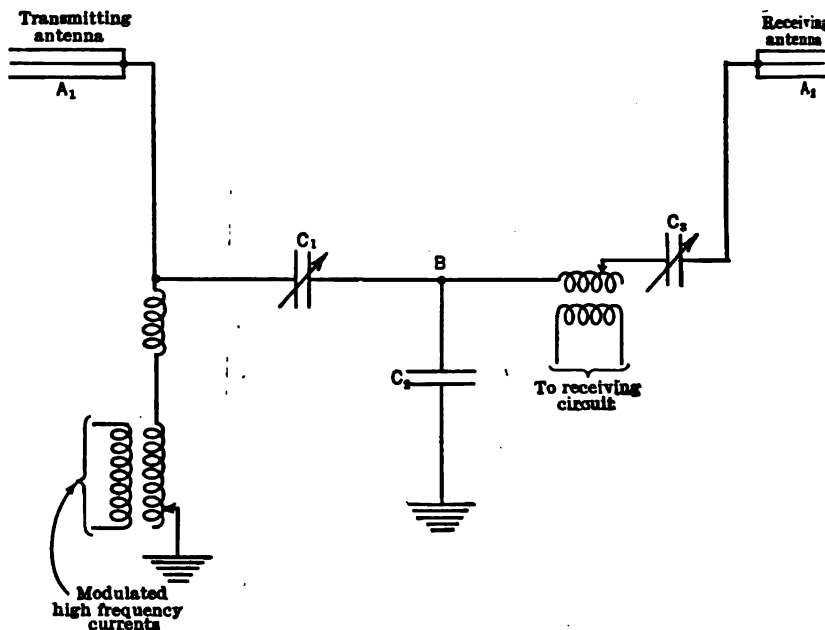 Transmitting
antenna
A₁
Receiving
antenna
A₂
C₁
B
C₃
C₂
To receiving
circuit
Modulated
high frequency
currents